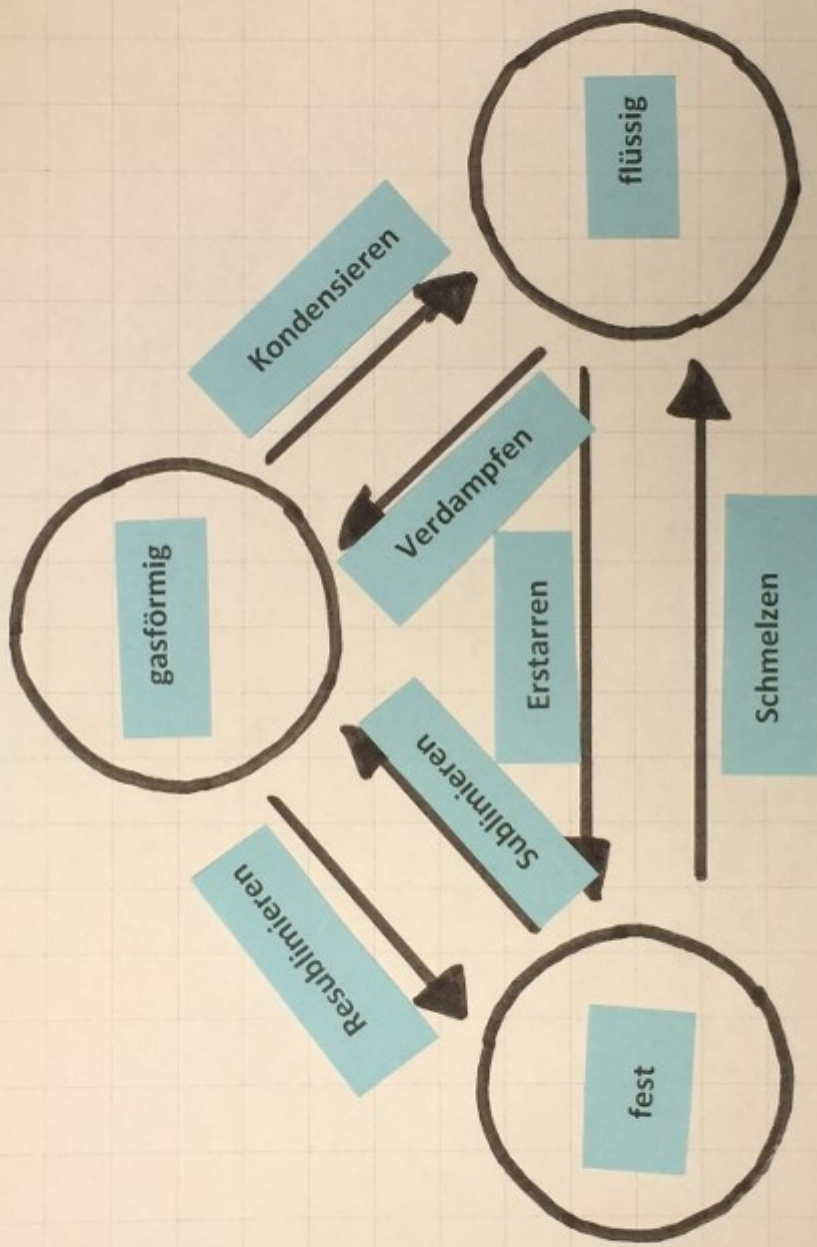 gasförmig
Resublimieren
Kondensieren
Sublimieren
Verdampfen
Erstarren
fest
flüssig
Schmelzen